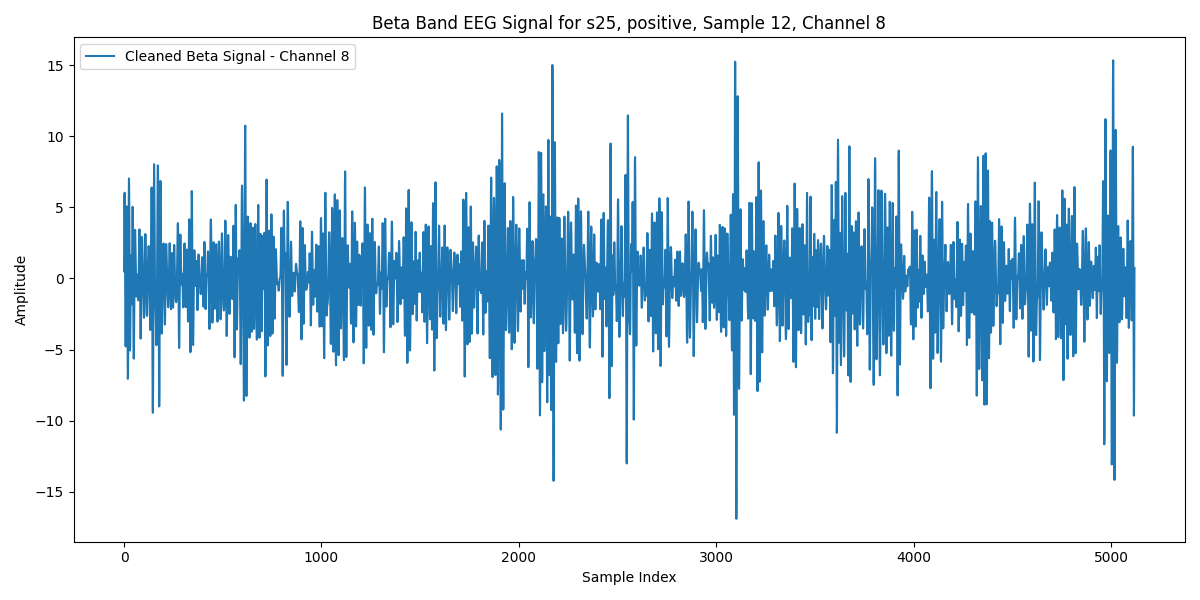 Beta Band EEG Signal for s25, positive, Sample 12, Channel 8
Cleaned Beta Signal - Channel 8
15
10
5
0
−5
−10
−15
Amplitude
0 1000 2000 3000 4000 5000
Sample Index